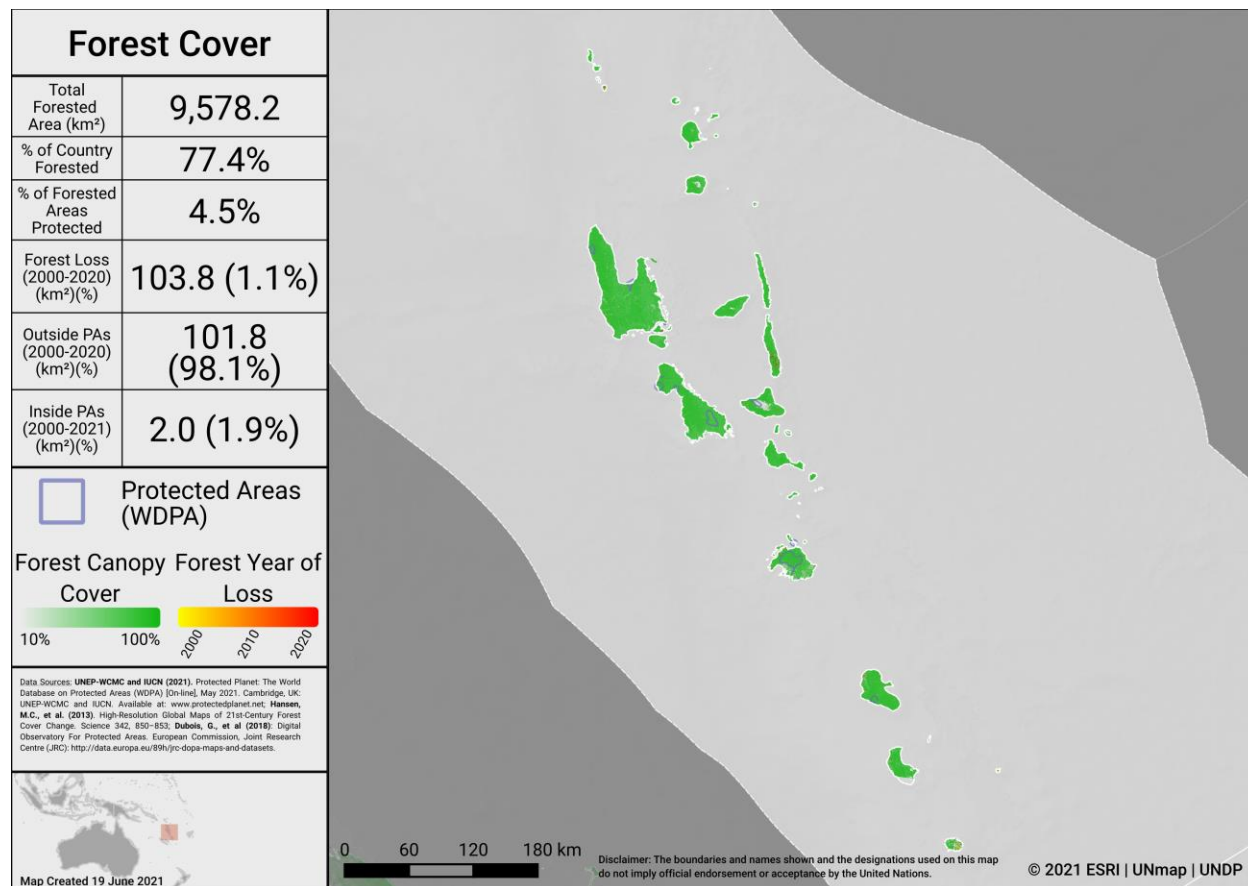 Forest Cover
Total
Forested
Area (km²)
9,578.2
% of Country
Forested
77.4%
% of Forested
Areas
Protected
4.5%
Forest Loss
(2000-2020)
(km²)(%)
103.8 (1.1%)
Outside PAs
(2000-2020)
(km²)(%)
101.8
(98.1%)
Inside PAs
(2000-2021)
(km²)(%)
2.0 (1.9%)
Protected Areas
(WDPA)
Forest Canopy
Cover
10%
100%
Forest Year of
Loss
2000
2010
2020
Data Sources: UNEP-WCMC and IUCN (2021). Protected Planet: The World
Database on Protected Areas (WDPA) [On-line], May 2021. Cambridge, UK:
UNEP-WCMC and IUCN. Available at: www.protectedplanet.net; Hansen,
M.C., et al. (2013). High-Resolution Global Maps of 21st-Century Forest
Cover Change. Science 342, 850–853; Dubois, G., et al (2018): Digital
Observatory For Protected Areas. European Commission, Joint Research
Centre (JRC): http://data.europa.eu/89h/jrc-dopa-maps-and-datasets.
Map Created 19 June 2021
0 60 120 180 km
Disclaimer: The boundaries and names shown and the designations used on this map
do not imply official endorsement or acceptance by the United Nations.
© 2021 ESRI | UNmap | UNDP